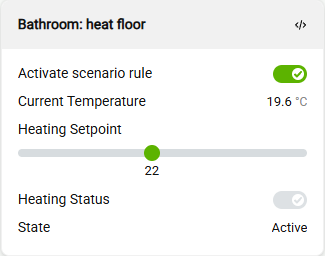 Bathroom: heat floor </>
Activate scenario rule
Current Temperature 19.6 °C
Heating Setpoint
22
Heating Status
State Active